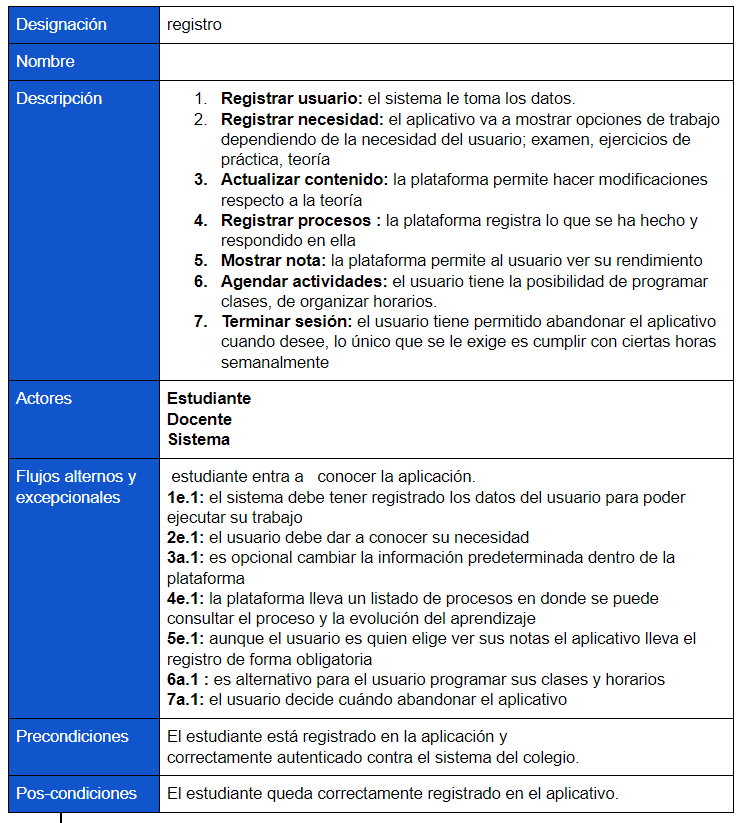 Designación registro
Nombre
Descripción
1. Registrar usuario: el sistema le toma los datos.
2. Registrar necesidad: el aplicativo va a mostrar opciones de trabajo
dependiendo de la necesidad del usuario; examen, ejercicios de
práctica, teoría
3. Actualizar contenido: la plataforma permite hacer modificaciones
respecto a la teoría
4. Registrar procesos : la plataforma registra lo que se ha hecho y
respondido en ella
5. Mostrar nota: la plataforma permite al usuario ver su rendimiento
6. Agendar actividades: el usuario tiene la posibilidad de programar
clases, de organizar horarios.
7. Terminar sesión: el usuario tiene permitido abandonar el aplicativo
cuando desee, lo único que se le exige es cumplir con ciertas horas
semanalmente
Actores
Estudiante
Docente
Sistema
Flujos alternos y
excepcionales
estudiante entra a conocer la aplicación.
1e.1: el sistema debe tener registrado los datos del usuario para poder
ejecutar su trabajo
2e.1: el usuario debe dar a conocer su necesidad
3a.1: es opcional cambiar la información predeterminada dentro de la
plataforma
4e.1: la plataforma lleva un listado de procesos en donde se puede
consultar el proceso y la evolución del aprendizaje
5e.1: aunque el usuario es quien elige ver sus notas el aplicativo lleva el
registro de forma obligatoria
6a.1 : es alternativo para el usuario programar sus clases y horarios
7a.1: el usuario decide cuándo abandonar el aplicativo
Precondiciones
El estudiante está registrado en la aplicación y
correctamente autenticado contra el sistema del colegio.
Pos-condiciones
El estudiante queda correctamente registrado en el aplicativo.